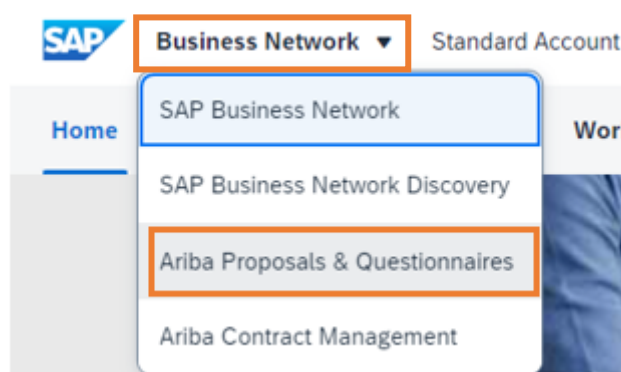 SAP Business Network ▼ Standard Account
SAP Business Network
Home Wor
SAP Business Network Discovery
Ariba Proposals & Questionnaires
Ariba Contract Management